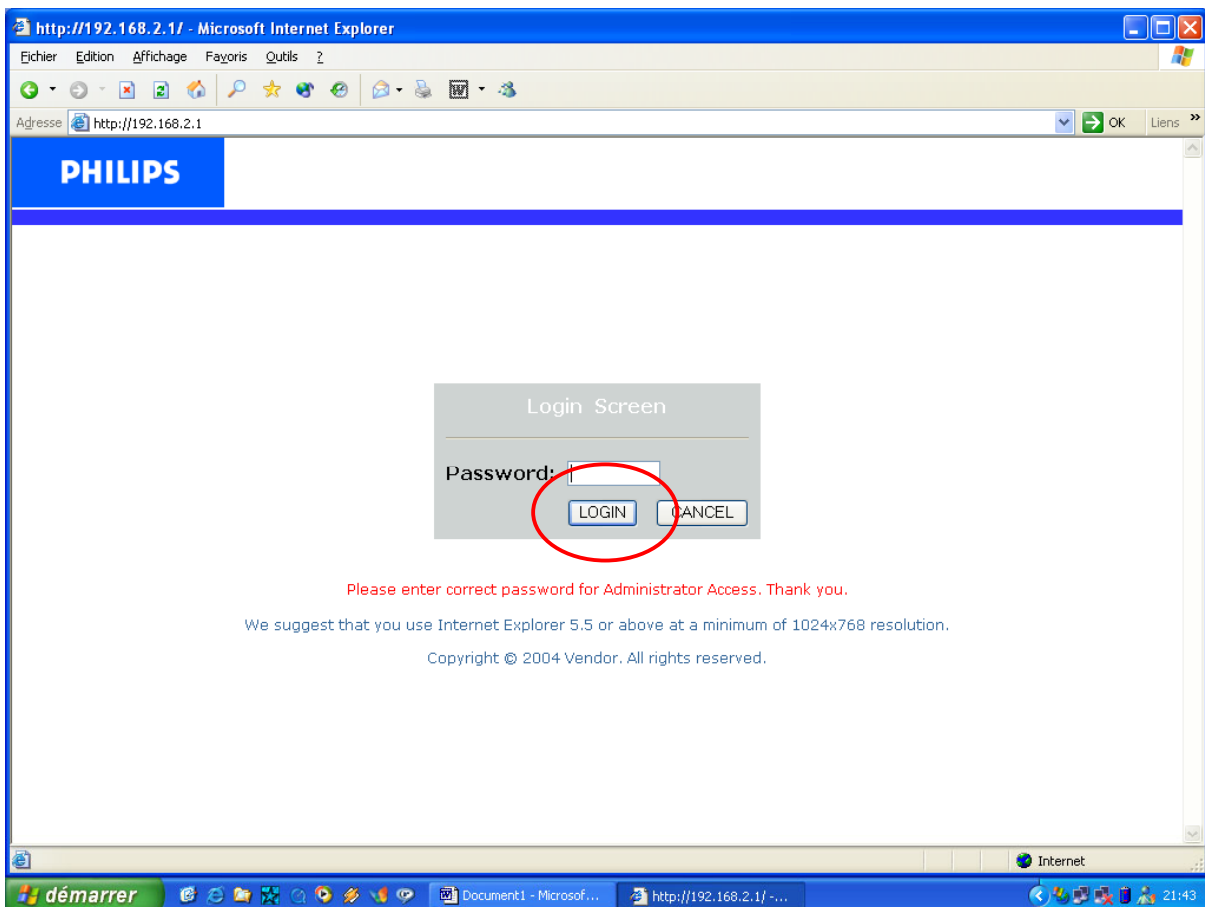 http://192.168.2.1/ - Microsoft Internet Explorer
Fichier Edition Affichage Favoris Outils ?
Adresse http://192.168.2.1 OK Liens »
PHILIPS
Login Screen
Password:
LOGIN CANCEL
Please enter correct password for Administrator Access. Thank you.
We suggest that you use Internet Explorer 5.5 or above at a minimum of 1024x768 resolution.
Copyright © 2004 Vendor. All rights reserved.
Internet
démarrer Document1 - Microsof... http://192.168.2.1/ -... 21:43